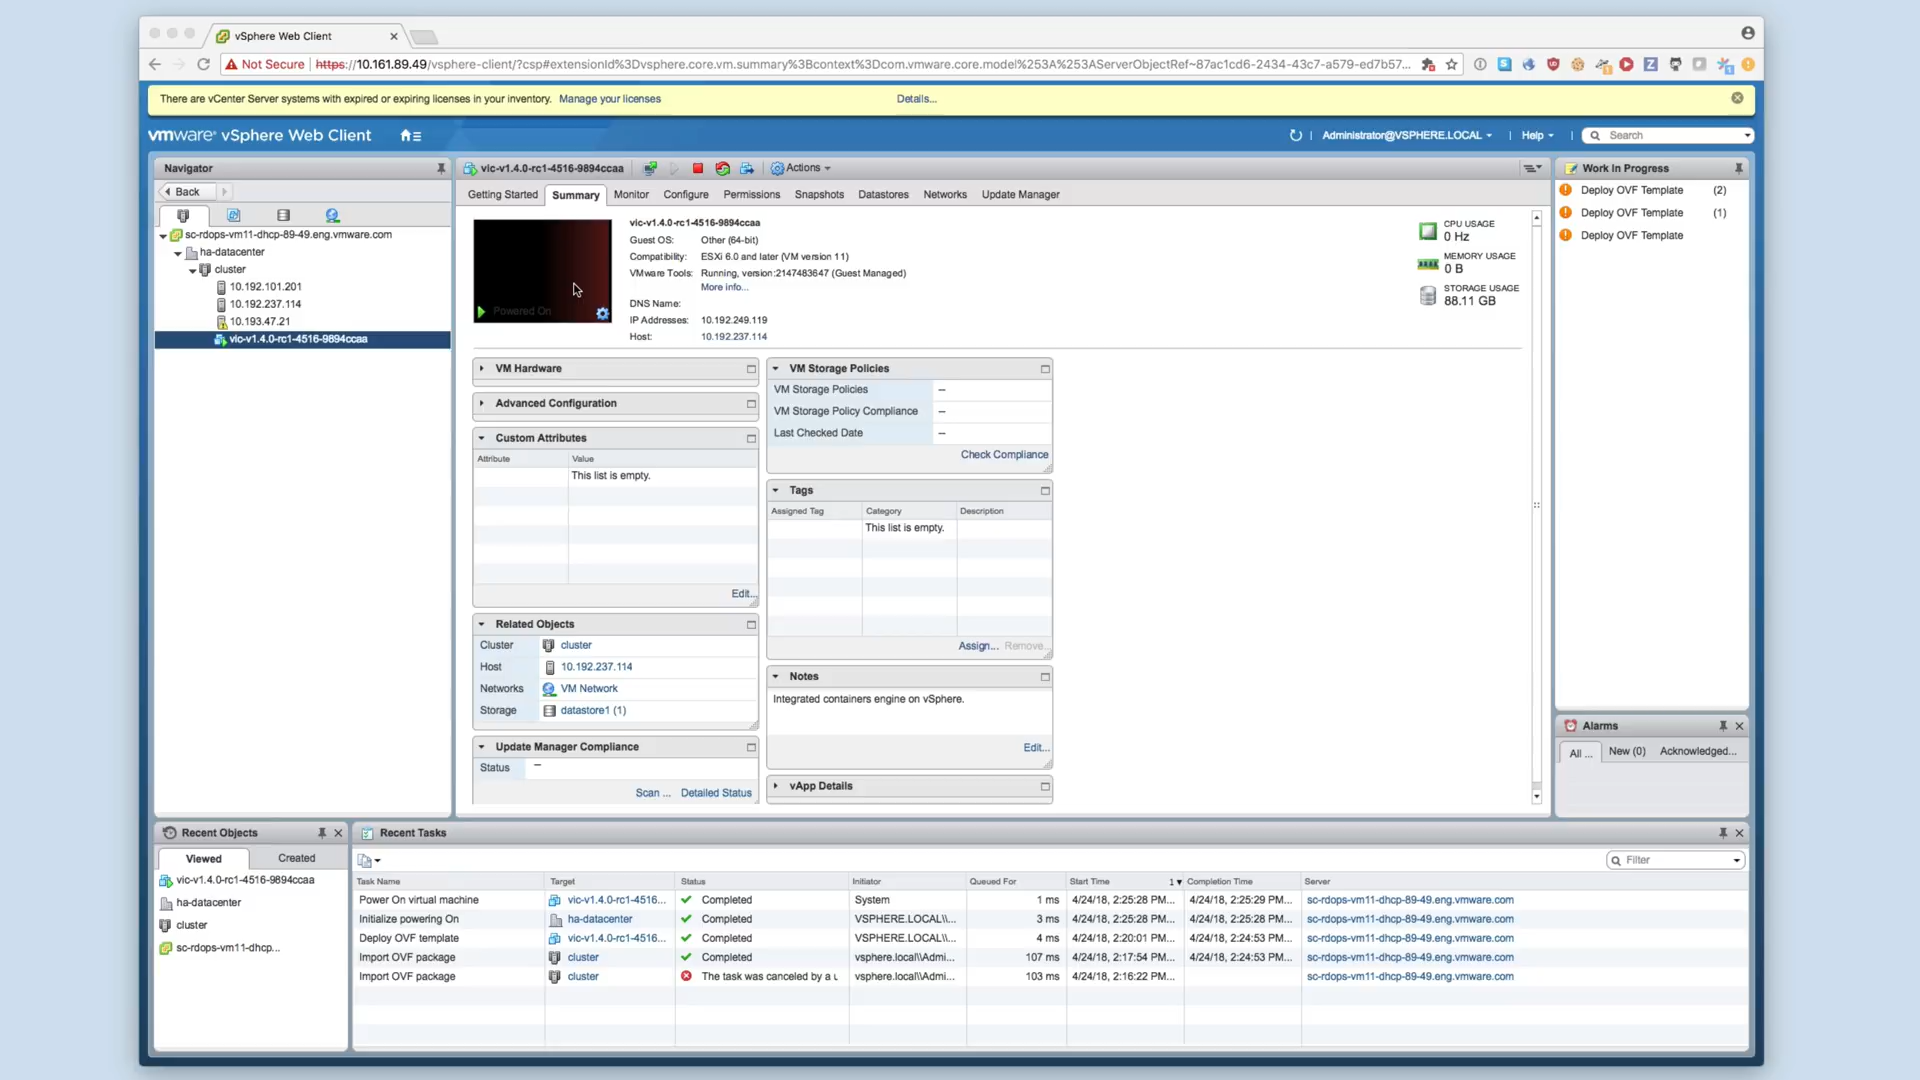 vSphere Web Client
Not Secure https://10.161.89.49/vsphere-client/?csp#extensionId%3Dvsphere.core.vm.summary%3Bcontext%3Dcom.vmware.core.model%253A%253AServerObjectRef~87ac1cd6-2434-43c7-a579-ed7b57...
There are vCenter Server systems with expired or expiring licenses in your inventory. Manage your licenses Details...
vmware® vSphere Web Client
Administrator@VSPHERE.LOCAL Help Search
Navigator
Back
sc-rdops-vm11-dhcp-89-49.eng.vmware.com
ha-datacenter
cluster
10.192.101.201
10.192.237.114
10.193.47.21
vic-v1.4.0-rc1-4516-9894ccaa
vic-v1.4.0-rc1-4516-9894ccaa Actions
Getting Started Summary Monitor Configure Permissions Snapshots Datastores Networks Update Manager
Powered On
vic-v1.4.0-rc1-4516-9894ccaa
Guest OS: Other (64-bit)
Compatibility: ESXi 6.0 and later (VM version 11)
VMware Tools: Running, version:2147483647 (Guest Managed)
More info...
DNS Name:
IP Addresses: 10.192.249.119
Host: 10.192.237.114
CPU USAGE
0 Hz
MEMORY USAGE
0 B
STORAGE USAGE
88.11 GB
VM Hardware
Advanced Configuration
Custom Attributes
Attribute Value
This list is empty.
Edit...
Related Objects
Cluster cluster
Host 10.192.237.114
Networks VM Network
Storage datastore1 (1)
Update Manager Compliance
Status --
Scan ... Detailed Status
VM Storage Policies
VM Storage Policies --
VM Storage Policy Compliance --
Last Checked Date --
Check Compliance
Tags
Assigned Tag Category Description
This list is empty.
Assign... Remove...
Notes
Integrated containers engine on vSphere.
Edit...
vApp Details
Work In Progress
Deploy OVF Template (2)
Deploy OVF Template (1)
Deploy OVF Template
Alarms
All ... New (0) Acknowledged...
Recent Objects
Viewed Created
vic-v1.4.0-rc1-4516-9894ccaa
ha-datacenter
cluster
sc-rdops-vm11-dhcp...
Recent Tasks
Filter
Task Name Target Status Initiator Queued For Start Time 1 Completion Time Server
Power On virtual machine vic-v1.4.0-rc1-4516... Completed System 1 ms 4/24/18, 2:25:28 PM... 4/24/18, 2:25:29 PM... sc-rdops-vm11-dhcp-89-49.eng.vmware.com
Initialize powering On ha-datacenter Completed VSPHERE.LOCAL\\... 3 ms 4/24/18, 2:25:28 PM... 4/24/18, 2:25:28 PM... sc-rdops-vm11-dhcp-89-49.eng.vmware.com
Deploy OVF template vic-v1.4.0-rc1-4516... Completed VSPHERE.LOCAL\\... 4 ms 4/24/18, 2:20:01 PM... 4/24/18, 2:24:53 PM... sc-rdops-vm11-dhcp-89-49.eng.vmware.com
Import OVF package cluster Completed vsphere.local\\Admi... 107 ms 4/24/18, 2:17:54 PM... 4/24/18, 2:24:53 PM... sc-rdops-vm11-dhcp-89-49.eng.vmware.com
Import OVF package cluster The task was canceled by a u vsphere.local\\Admi... 103 ms 4/24/18, 2:16:22 PM... sc-rdops-vm11-dhcp-89-49.eng.vmware.com